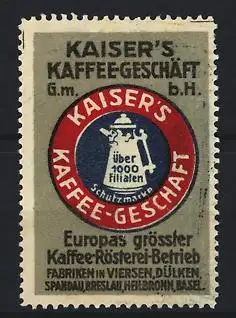 KAISER'S
KAFFEE-GESCHÄFT
G.m. b.H.
KAISER'S
über
1000
Filialen
Schutzmarke
KAFFEE-GESCHÄFT
Europas grösster
Kaffee-Rösterei-Betrieb
FABRIKEN IN VIERSEN, DÜLKEN,
SPANDAU, BRESLAU, HEILBRONN, BASEL.